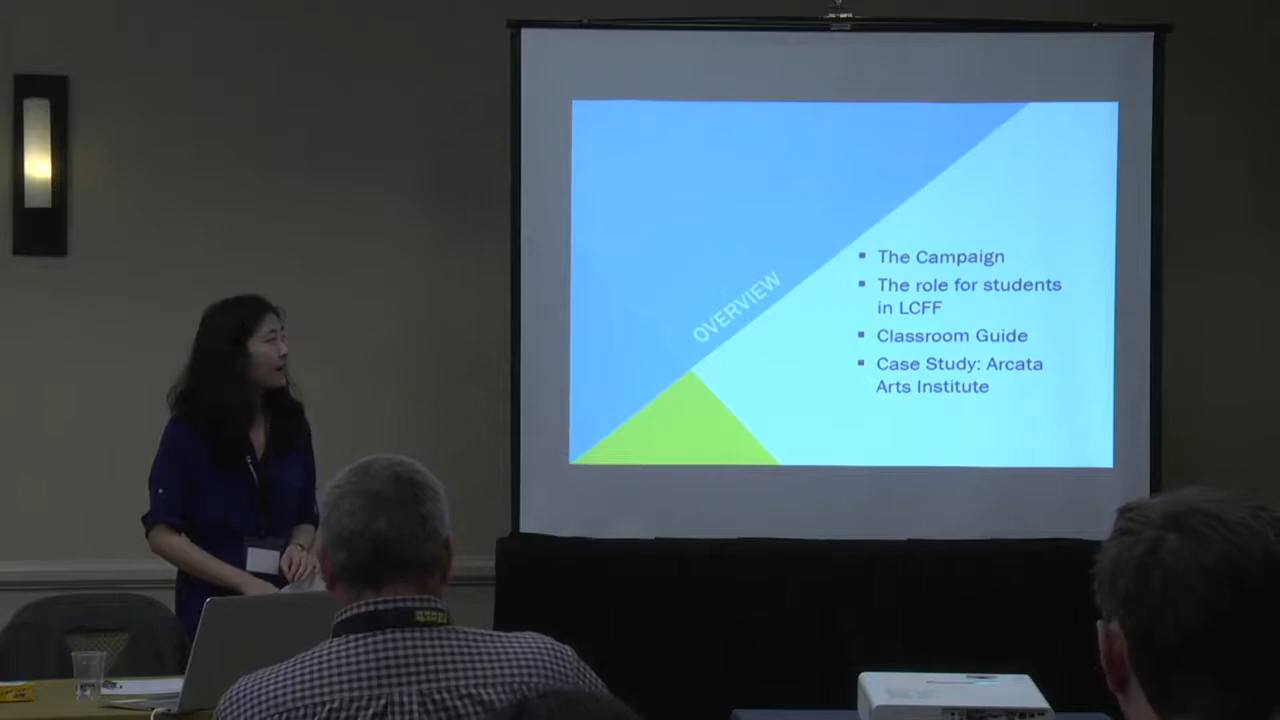 OVERVIEW
▪ The Campaign
▪ The role for students
in LCFF
▪ Classroom Guide
▪ Case Study: Arcata
Arts Institute